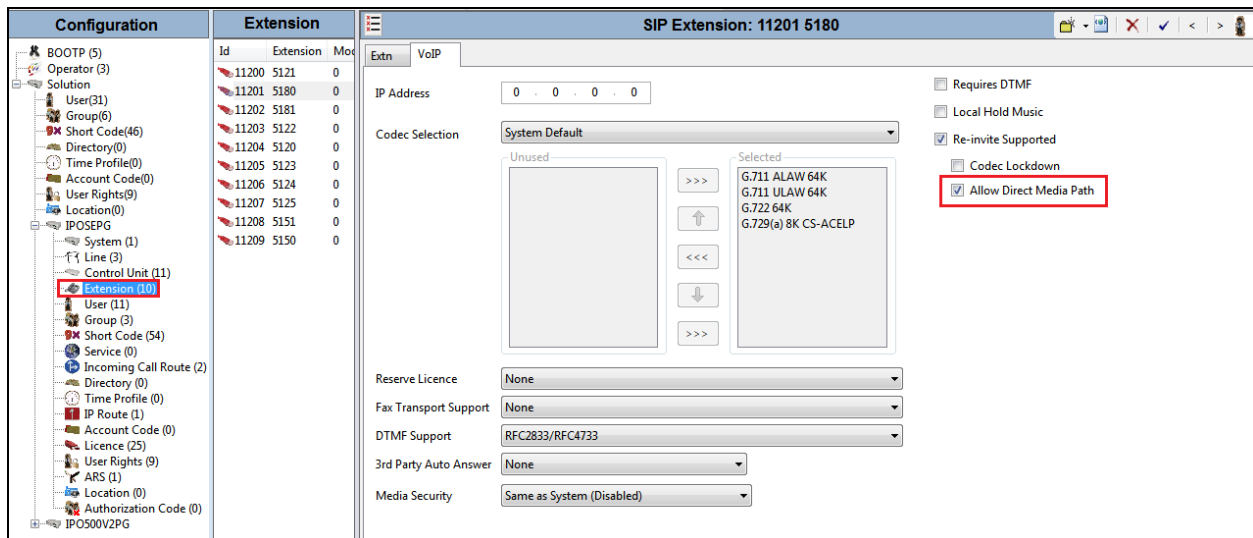 Configuration
BOOTP (5)
Operator (3)
Solution
User(31)
Group(6)
Short Code(46)
Directory(0)
Time Profile(0)
Account Code(0)
User Rights(9)
Location(0)
IPOSEPG
System (1)
Line (3)
Control Unit (11)
Extension (10)
User (11)
Group (3)
Short Code (54)
Service (0)
Incoming Call Route (2)
Directory (0)
Time Profile (0)
IP Route (1)
Account Code (0)
Licence (25)
User Rights (9)
ARS (1)
Location (0)
Authorization Code (0)
IPO500V2PG
Extension
Id Extension Mod
11200 5121 0
11201 5180 0
11202 5181 0
11203 5122 0
11204 5120 0
11205 5123 0
11206 5124 0
11207 5125 0
11208 5151 0
11209 5150 0
SIP Extension: 11201 5180
Extn VoIP
IP Address 0 . 0 . 0 . 0
Codec Selection System Default
Unused
>>>
<<<
>>>
Selected
G.711 ALAW 64K
G.711 ULAW 64K
G.722 64K
G.729(a) 8K CS-ACELP
Reserve Licence None
Fax Transport Support None
DTMF Support RFC2833/RFC4733
3rd Party Auto Answer None
Media Security Same as System (Disabled)
Requires DTMF
Local Hold Music
Re-invite Supported
Codec Lockdown
Allow Direct Media Path